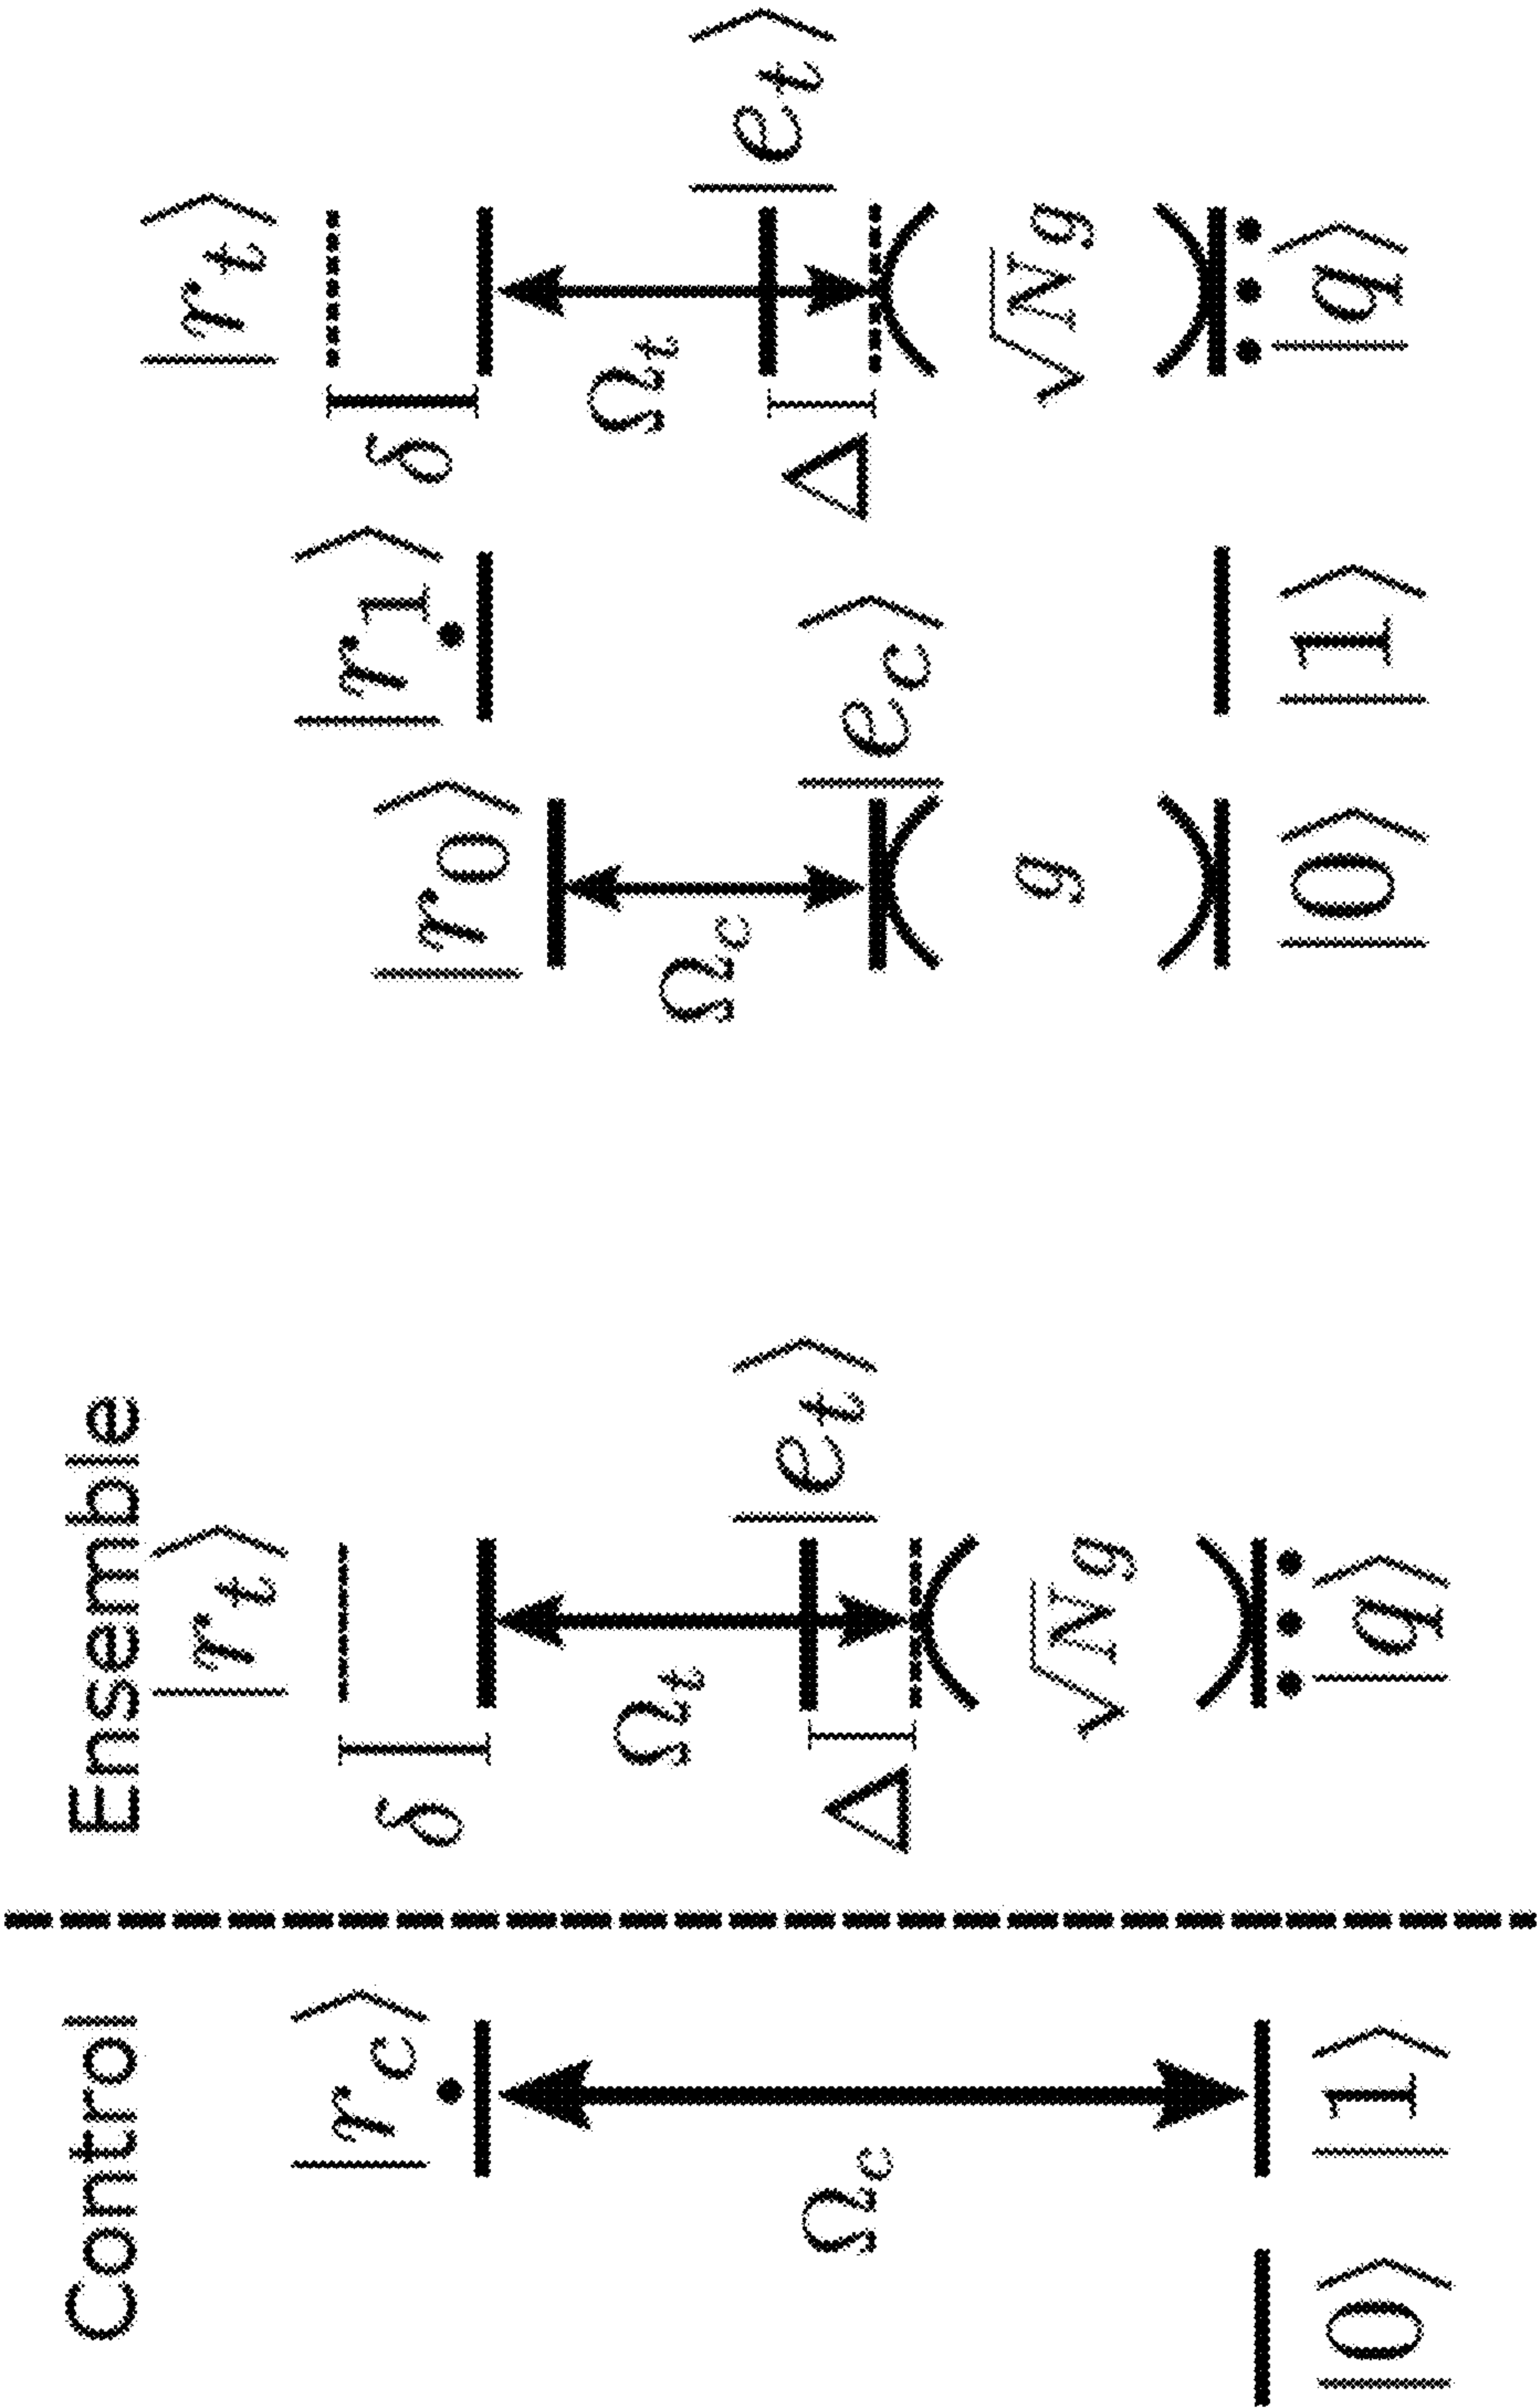 Control
Ensemble
|r_c⟩
|r_t⟩
δ
Ω_c
Ω_t
|e_t⟩
Δ
√N g
|0⟩
|1⟩
|q⟩
|r_0⟩
|r_1⟩
|r_t⟩
δ
Ω_c
Ω_t
|e_c⟩
|e_t⟩
Δ
g
√N g
|0⟩
|1⟩
|q⟩